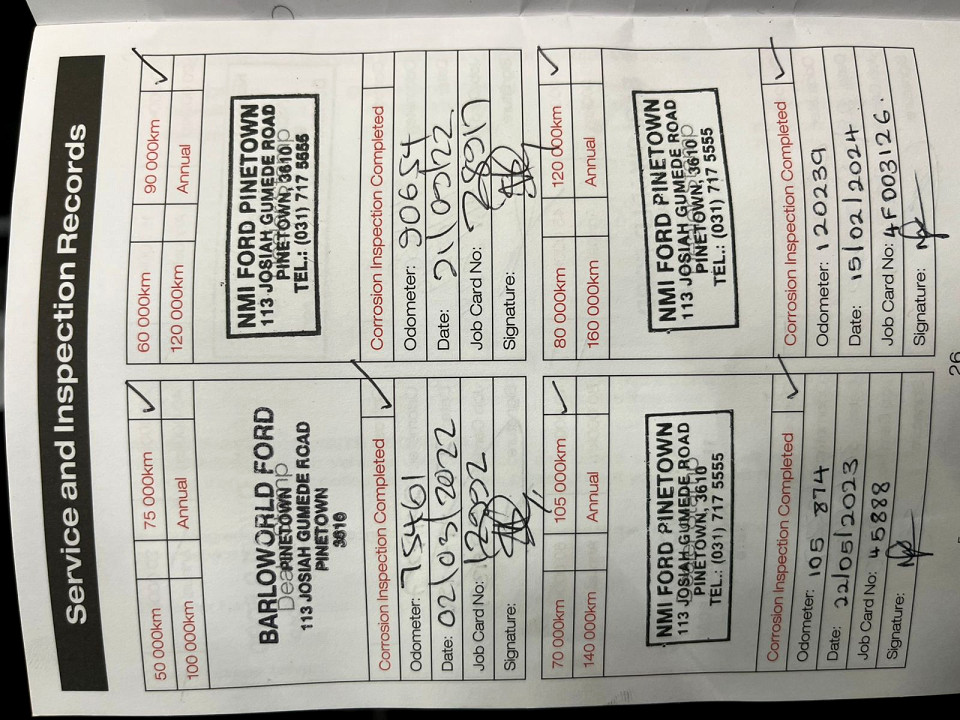 Service and Inspection Records
50 000km 75 000km
100 000km Annual
BARLOWORLD FORD
PINETOWN
113 JOSIAH GUMEDE ROAD
PINETOWN
3610
Corrosion Inspection Completed
Odometer: 75461
Date: 02/03/2022
Job Card No: 12992
Signature:
60 000km 90 000km
120 000km Annual
NMI FORD PINETOWN
113 JOSIAH GUMEDE ROAD
PINETOWN, 3610
TEL.: (031) 717 5555
Corrosion Inspection Completed
Odometer: 90654
Date:
Job Card No: 28917
Signature:
70 000km 105 000km
140 000km Annual
NMI FORD PINETOWN
113 JOSIAH GUMEDE ROAD
PINETOWN, 3610
TEL.: (031) 717 5555
Corrosion Inspection Completed
Odometer: 105 874
Date: 22/05/2023
Job Card No: 458888
Signature:
80 000km 120 000km
160 000km Annual
NMI FORD PINETOWN
113 JOSIAH GUMEDE ROAD
PINETOWN, 3610
TEL.: (031) 717 5555
Corrosion Inspection Completed
Odometer: 120239
Date: 15/02/2024
Job Card No: 4F003126.
Signature:
26